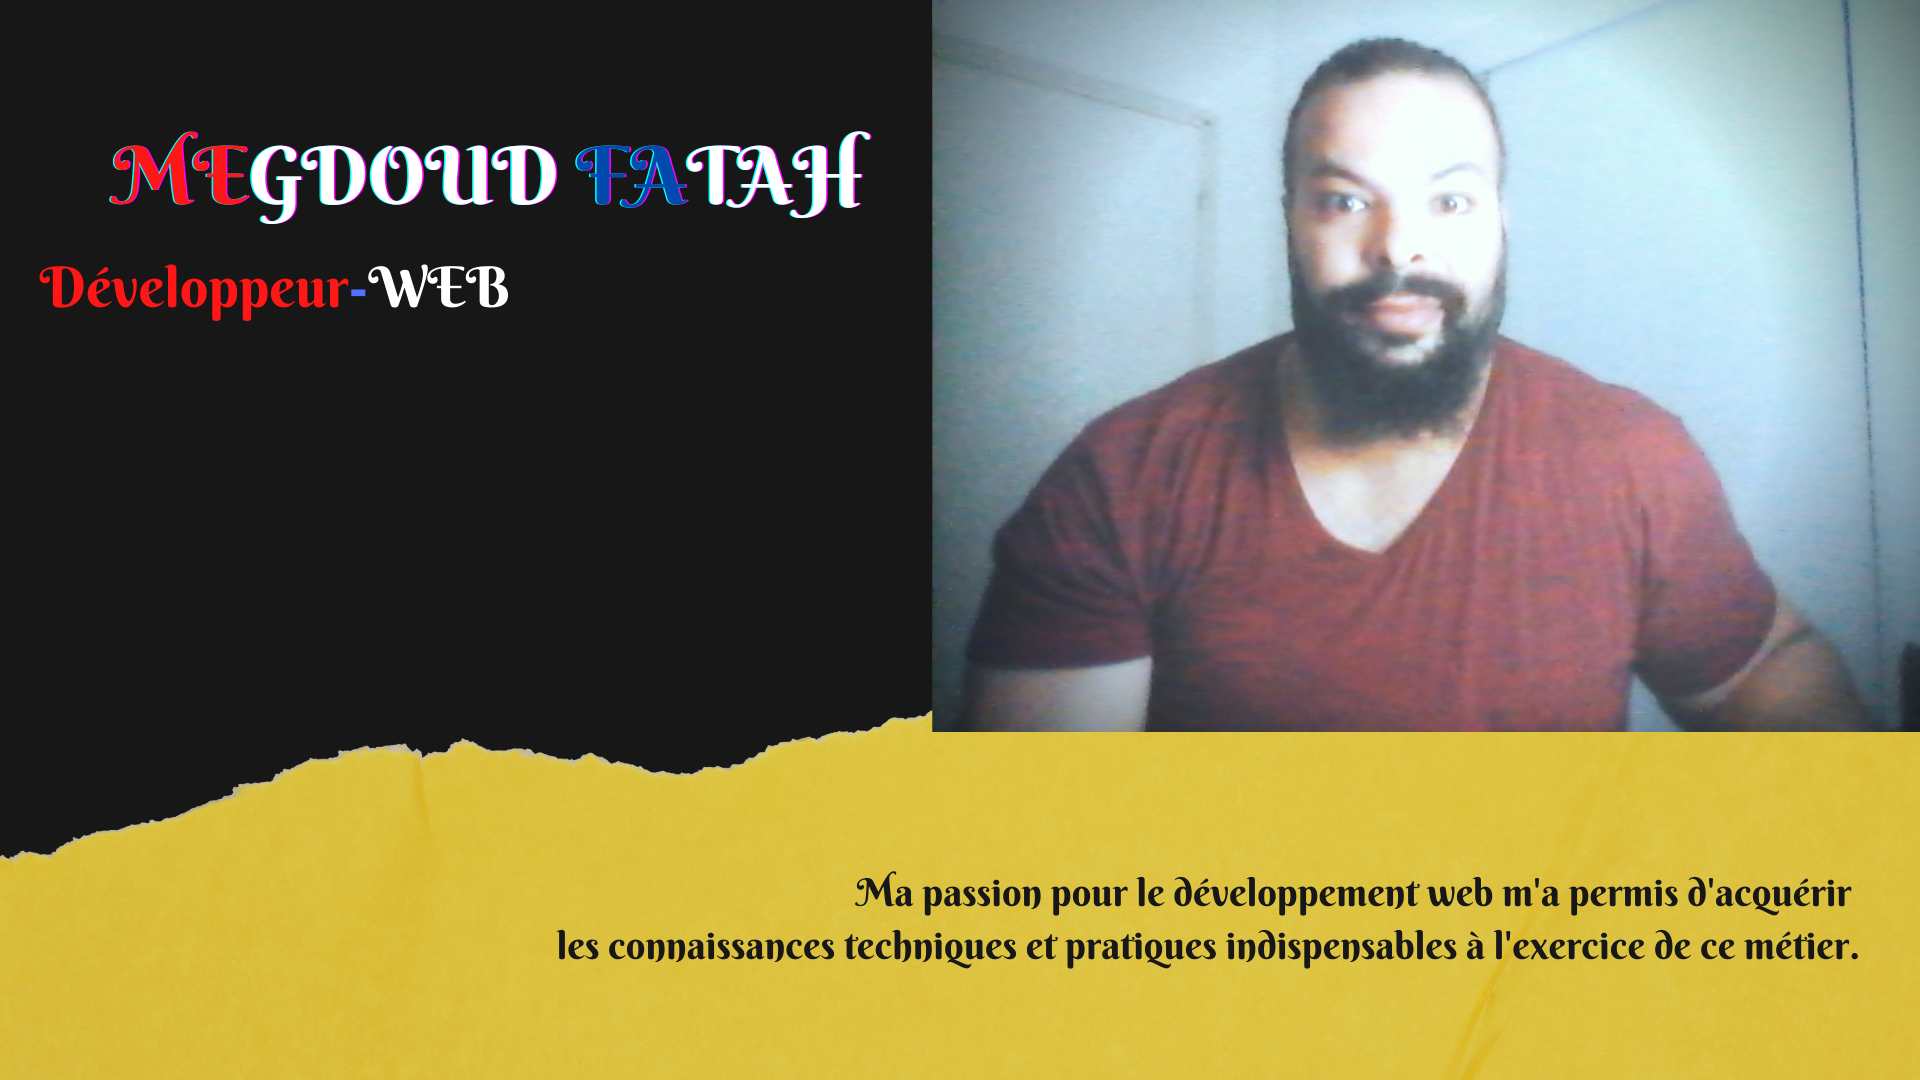 MEGDOUD FATAH
Développeur-WEB
Ma passion pour le développement web m'a permis d'acquérir
les connaissances techniques et pratiques indispensables à l'exercice de ce métier.